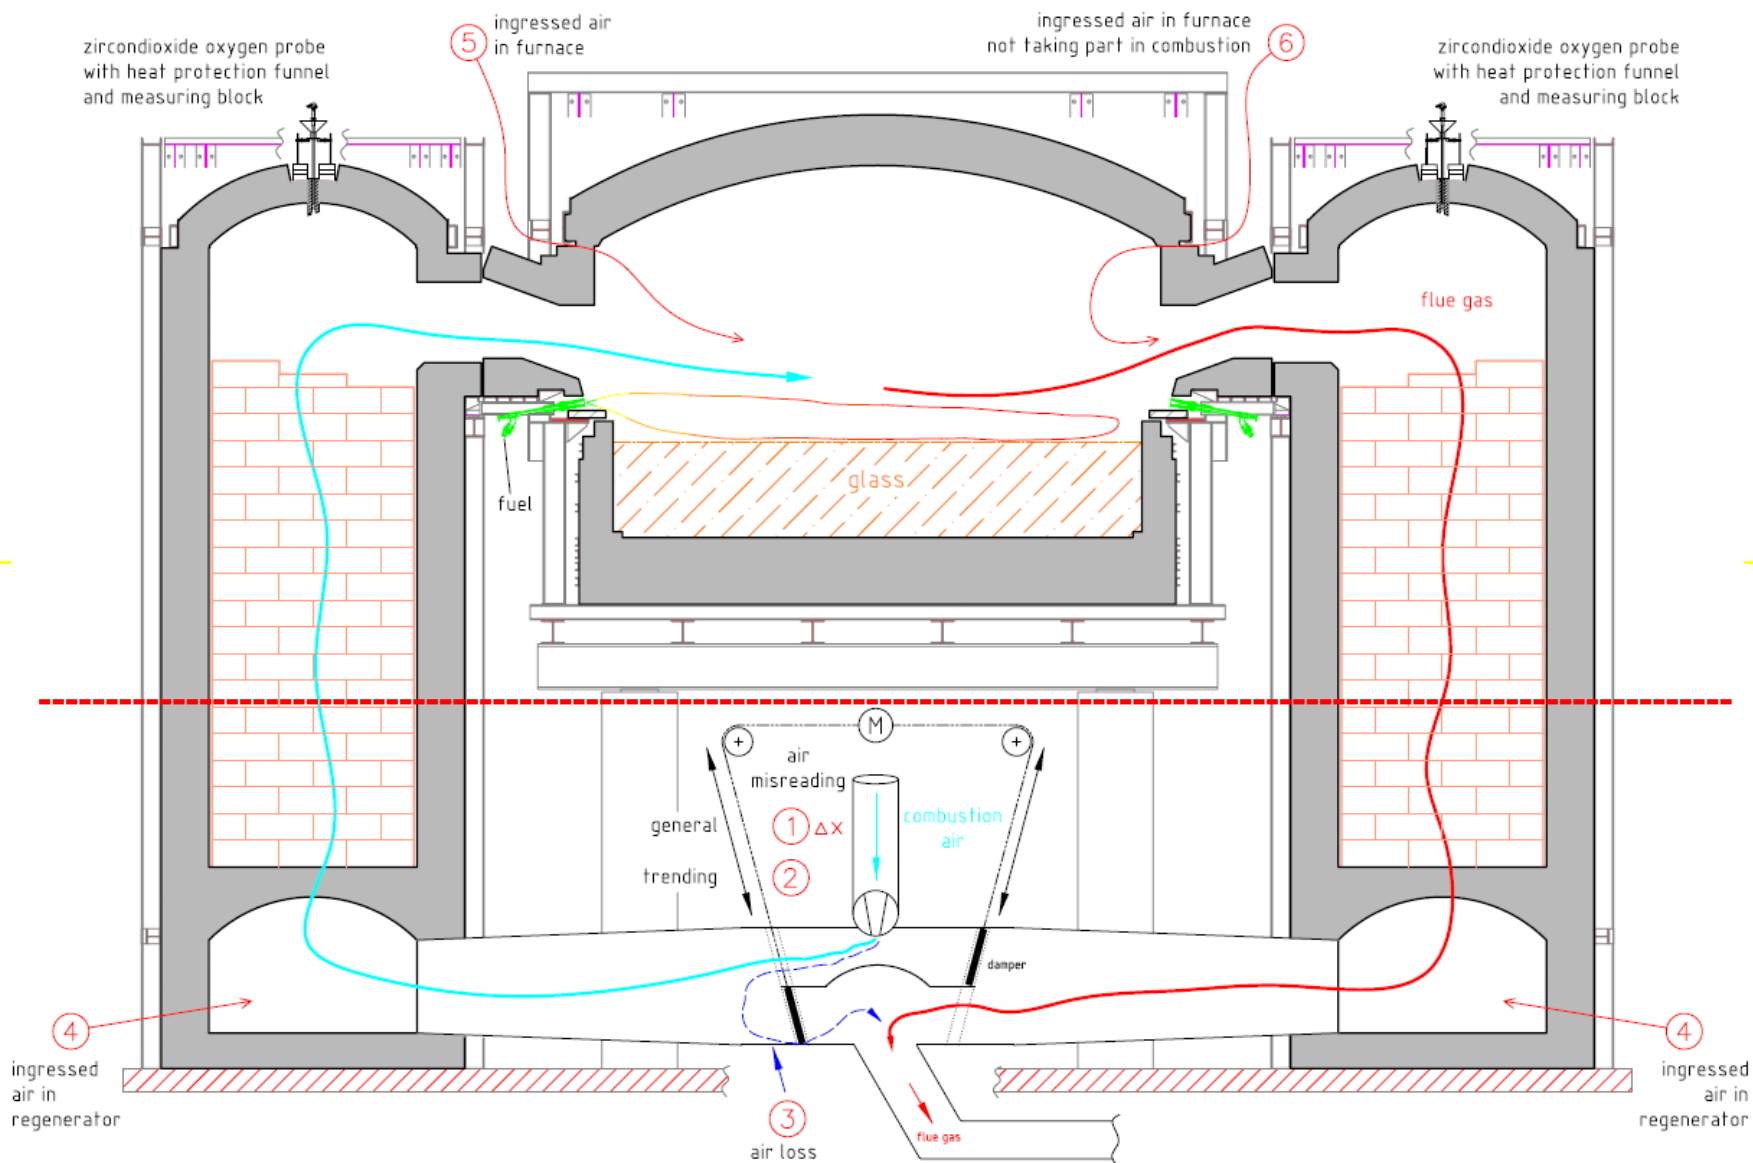 ingressed air
in furnace
5
ingressed air in furnace
not taking part in combustion
6
zircondioxide oxygen probe
with heat protection funnel
and measuring block
zircondioxide oxygen probe
with heat protection funnel
and measuring block
flue gas
glass
fuel
M
+
+
air
misreading
general
1 Δx
combustion
air
trending
2
damper
4
ingressed
air in
regenerator
4
ingressed
air in
regenerator
3
air loss
flue gas